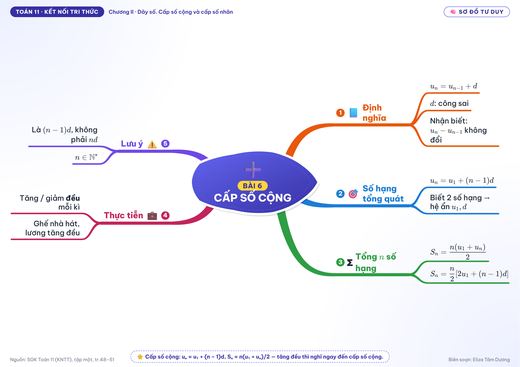 TOÁN 11 · KẾT NỐI TRI THỨC
Chương II · Dãy số. Cấp số cộng và cấp số nhân
SƠ ĐỒ TƯ DUY
BÀI 6
CẤP SỐ CỘNG
1 Định
nghĩa
uₙ = uₙ₋₁ + d
d: công sai
Nhận biết:
uₙ − uₙ₋₁ không
đổi
2 Số hạng
tổng quát
uₙ = u₁ + (n − 1)d
Biết 2 số hạng →
hệ ẩn u₁, d
3 Σ Tổng n số
hạng
Sₙ = n(u₁ + uₙ)/2
Sₙ = n/2[2u₁ + (n − 1)d]
Thực tiễn 4
Tăng / giảm đều
mỗi kì
Ghế nhà hát,
lương tăng đều
Lưu ý 5
Là (n − 1)d, không
phải nd
n ∈ ℕ*
Nguồn: SGK Toán 11 (KNTT), tập một, tr 48–51
Cấp số cộng: uₙ = u₁ + (n − 1)d, Sₙ = n(u₁ + uₙ)/2 — tăng đều thì nghĩ ngay đến cấp số cộng.
Biên soạn: Eliza Tâm Dương